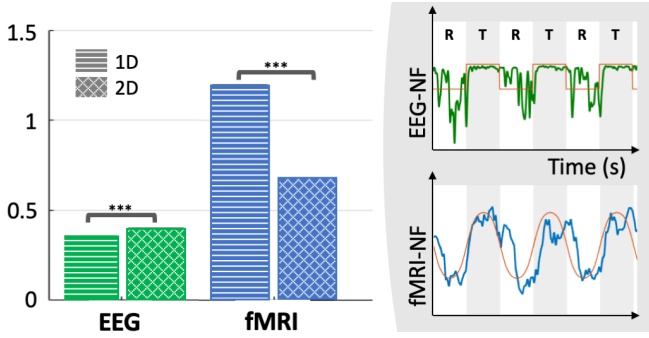 1.5
1
0.5
0
1D
2D
***
***
EEG
fMRI
R T R T R T
EEG-NF
Time (s)
fMRI-NF